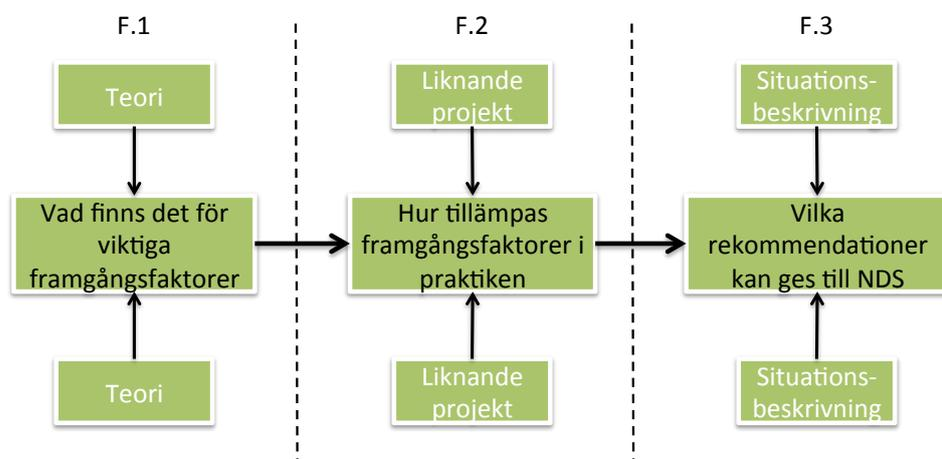 F.1
F.2
F.3
Teori
Liknande
projekt
Situations-
beskrivning
Vad finns det för
viktiga
framgångsfaktorer
Hur tillämpas
framgångsfaktorer i
praktiken
Vilka
rekommendationer
kan ges till NDS
Teori
Liknande
projekt
Situations-
beskrivning